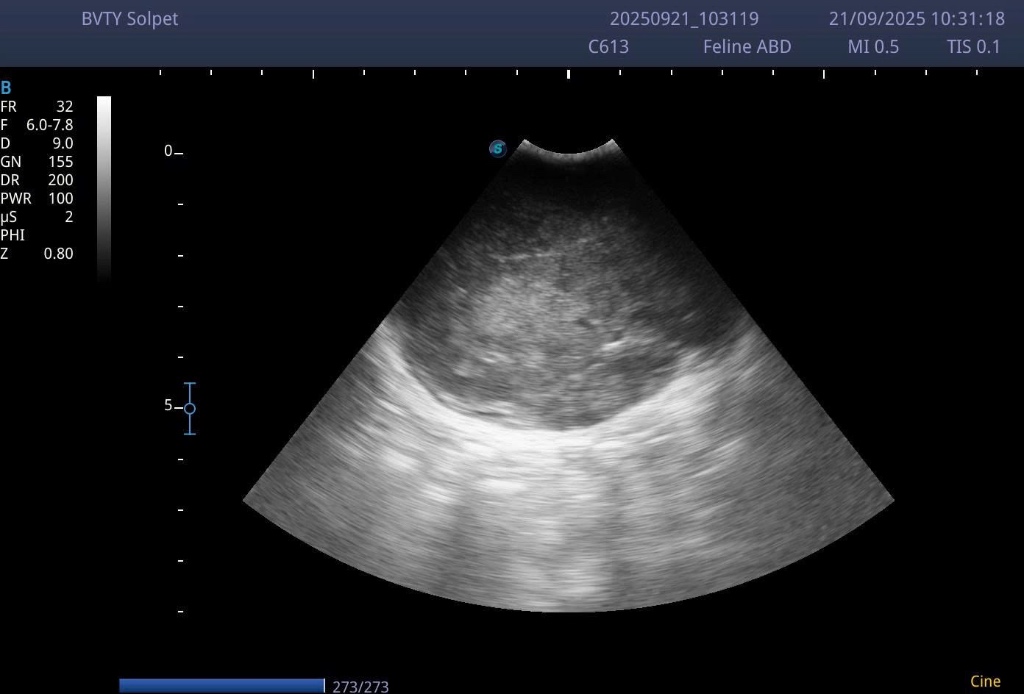 BVTY Solpet
20250921_103119
21/09/2025 10:31:18
C613
Feline ABD
MI 0.5
TIS 0.1
B
FR 32
F 6.0-7.8
D 9.0
GN 155
DR 200
PWR 100
µS 2
PHI
Z 0.80
0
S
5
273/273
Cine